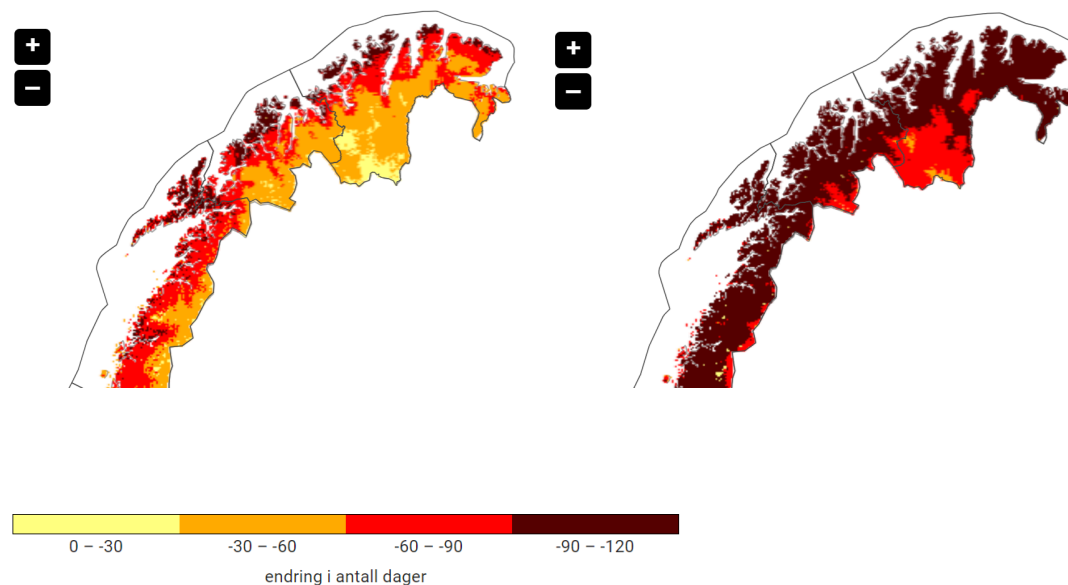 +
+
−
−
0 – -30
-30 – -60
-60 – -90
-90 – -120
endring i antall dager